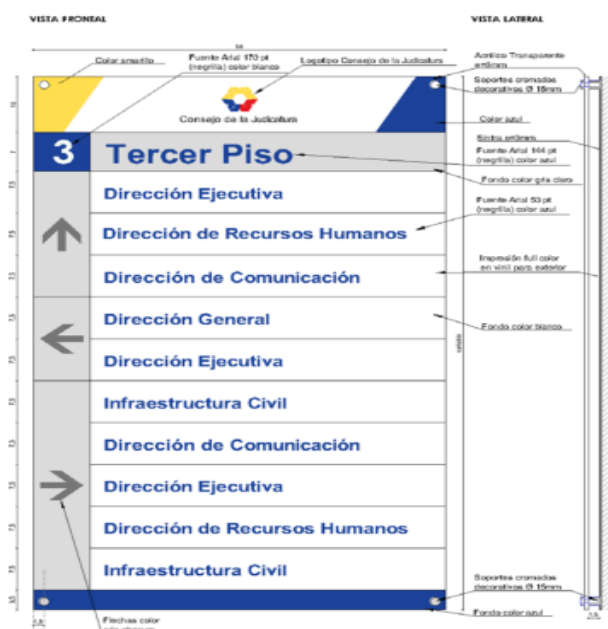 VISTA FRONTAL
VISTA LATERAL
Color amarillo
Fuente Arial 170 pt
(negrilla) color blanco
Logotipo Consejo de la Judicatura
Acrílico Transparente
Soportes cromados
decorativos Ø 15mm
Consejo de la Judicatura
Color azul
3
Tercer Piso
Fuente Arial 144 pt
(negrilla) color azul
Fondo color gris claro
Dirección Ejecutiva
Fuente Arial 53 pt
(negrilla) color azul
Dirección de Recursos Humanos
Impresión full color
en vinil para exterior
Dirección de Comunicación
Dirección General
Fondo color blanco
Dirección Ejecutiva
Infraestructura Civil
Dirección de Comunicación
Dirección Ejecutiva
Dirección de Recursos Humanos
Infraestructura Civil
Soportes cromados
decorativos Ø 15mm
Fondo color azul
Flechas color